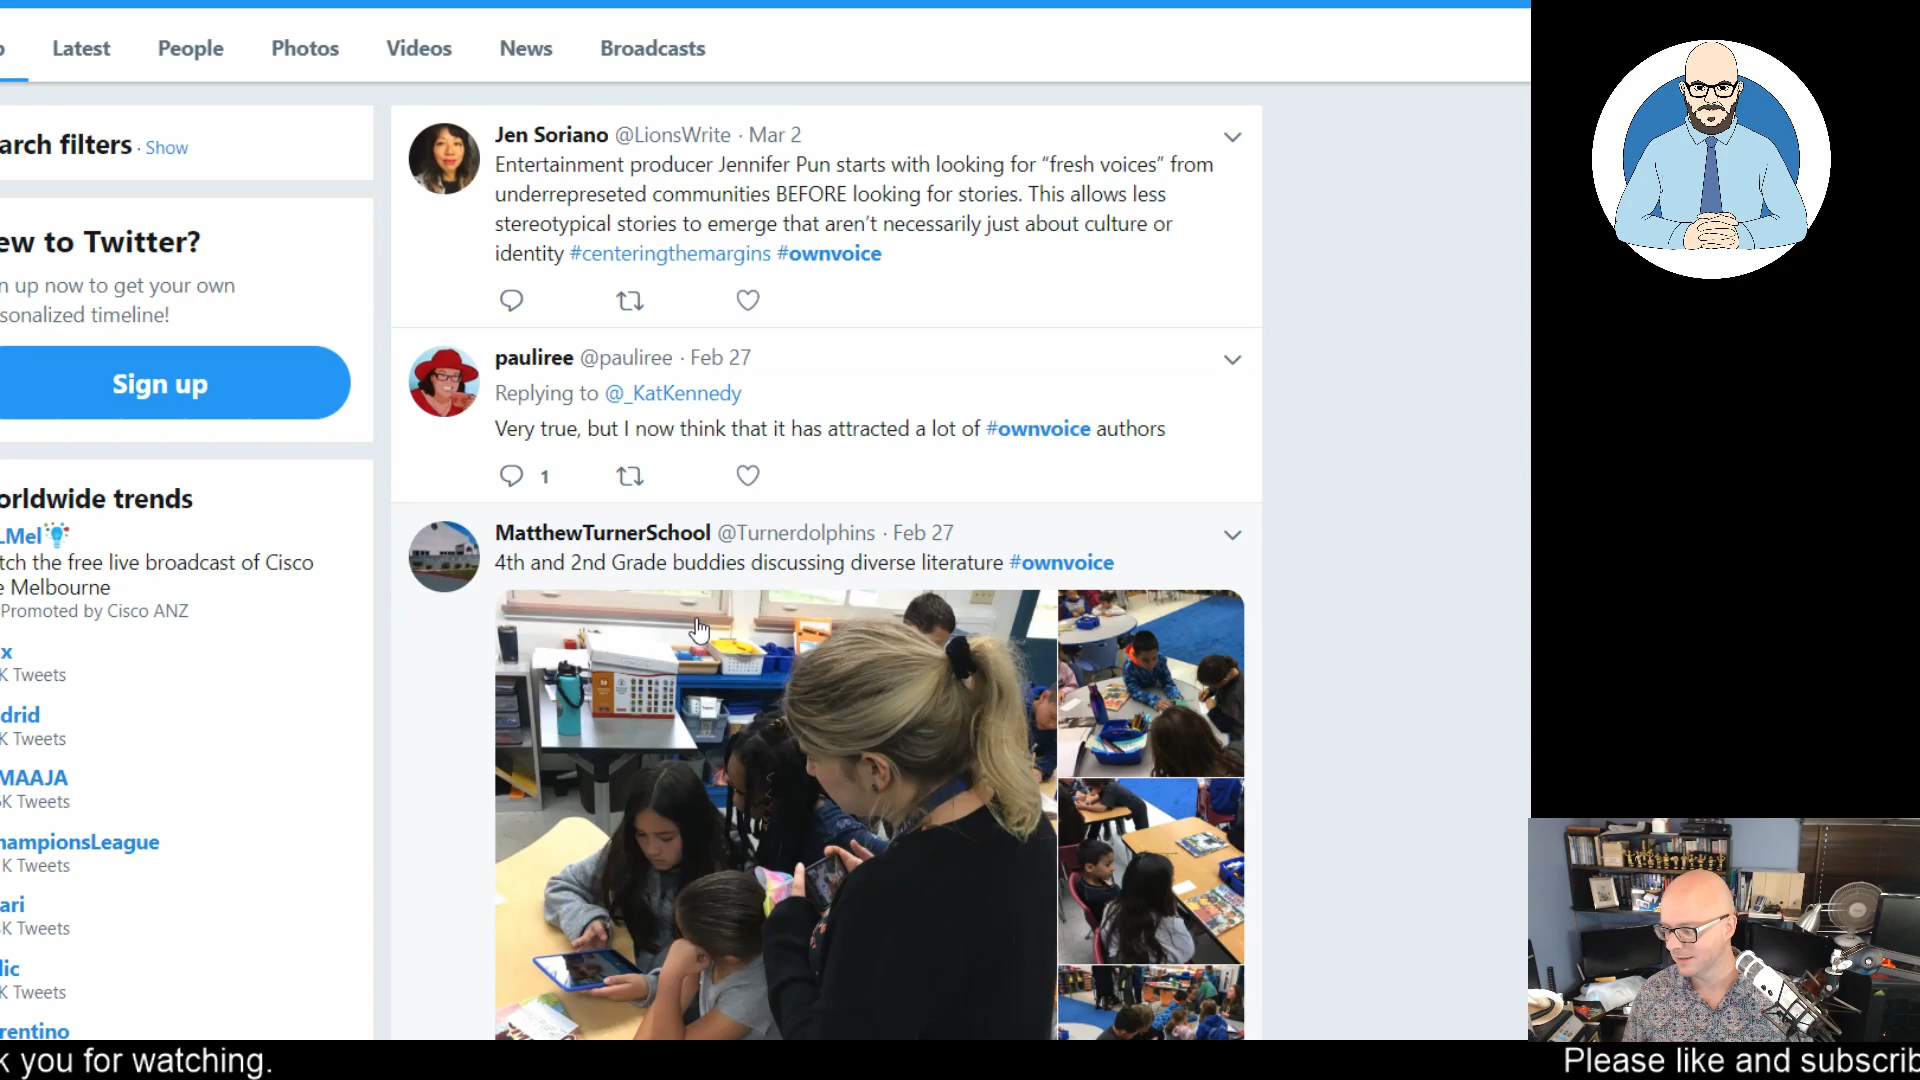 Latest People Photos Videos News Broadcasts
arch filters · Show
ew to Twitter?
n up now to get your own
sonalized timeline!
Sign up
orldwide trends
LMel
tch the free live broadcast of Cisco
e Melbourne
Promoted by Cisco ANZ
x
K Tweets
drid
K Tweets
MAAJA
K Tweets
hampionsLeague
K Tweets
ari
K Tweets
lic
K Tweets
rentino
Jen Soriano @LionsWrite · Mar 2
Entertainment producer Jennifer Pun starts with looking for “fresh voices” from
underrepreseted communities BEFORE looking for stories. This allows less
stereotypical stories to emerge that aren’t necessarily just about culture or
identity #centeringthemargins #ownvoice
pauliree @pauliree · Feb 27
Replying to @_KatKennedy
Very true, but I now think that it has attracted a lot of #ownvoice authors
1
MatthewTurnerSchool @Turnerdolphins · Feb 27
4th and 2nd Grade buddies discussing diverse literature #ownvoice
k you for watching.
Please like and subscrib